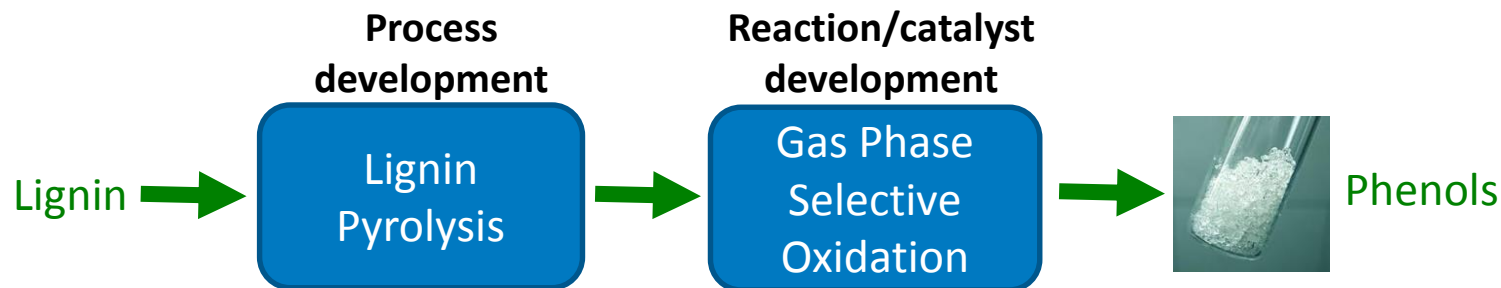 Process
development
Reaction/catalyst
development
Lignin
Lignin
Pyrolysis
Gas Phase
Selective
Oxidation
Phenols